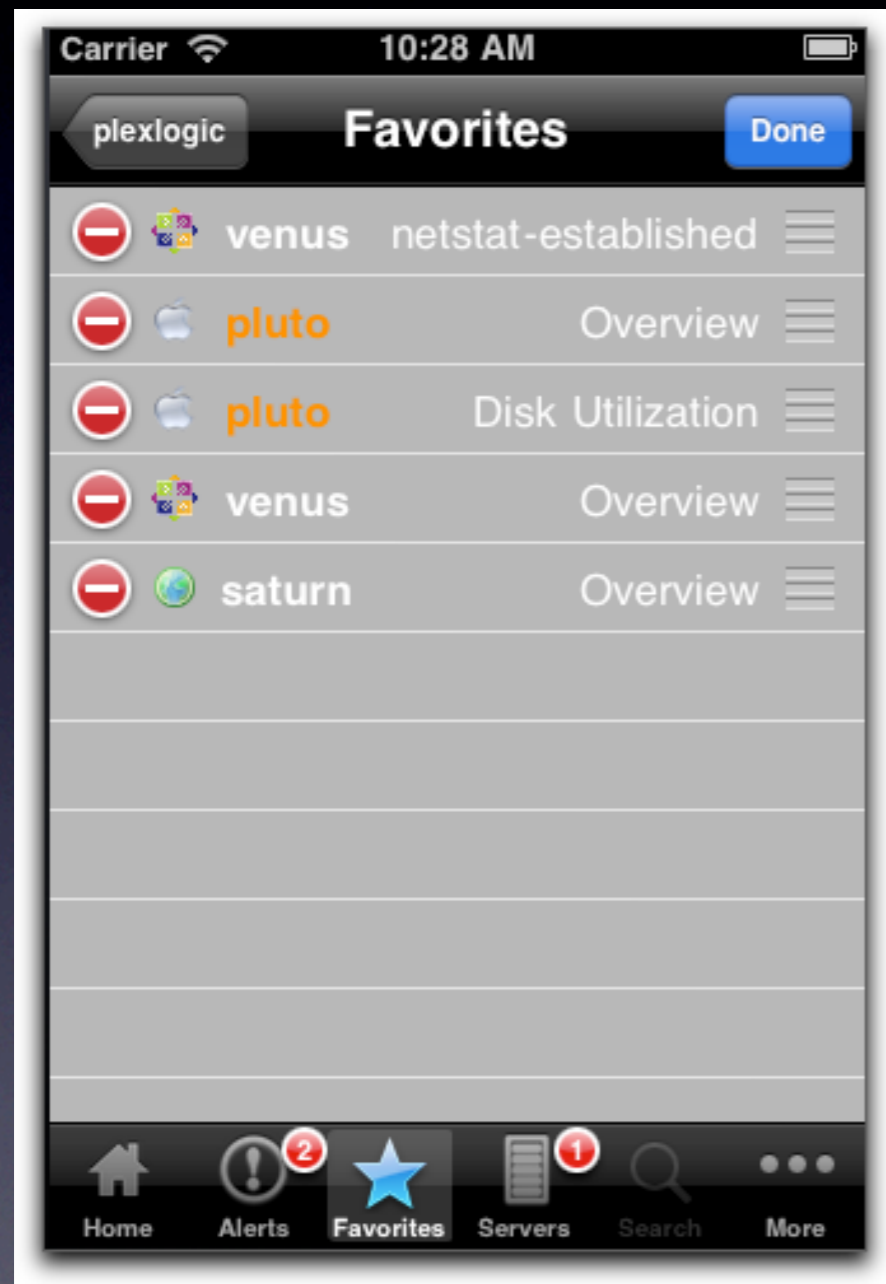 Carrier 10:28 AM
plexlogic Favorites Done
venus netstat-established
pluto Overview
pluto Disk Utilization
venus Overview
saturn Overview
2 1
Home Alerts Favorites Servers Search More